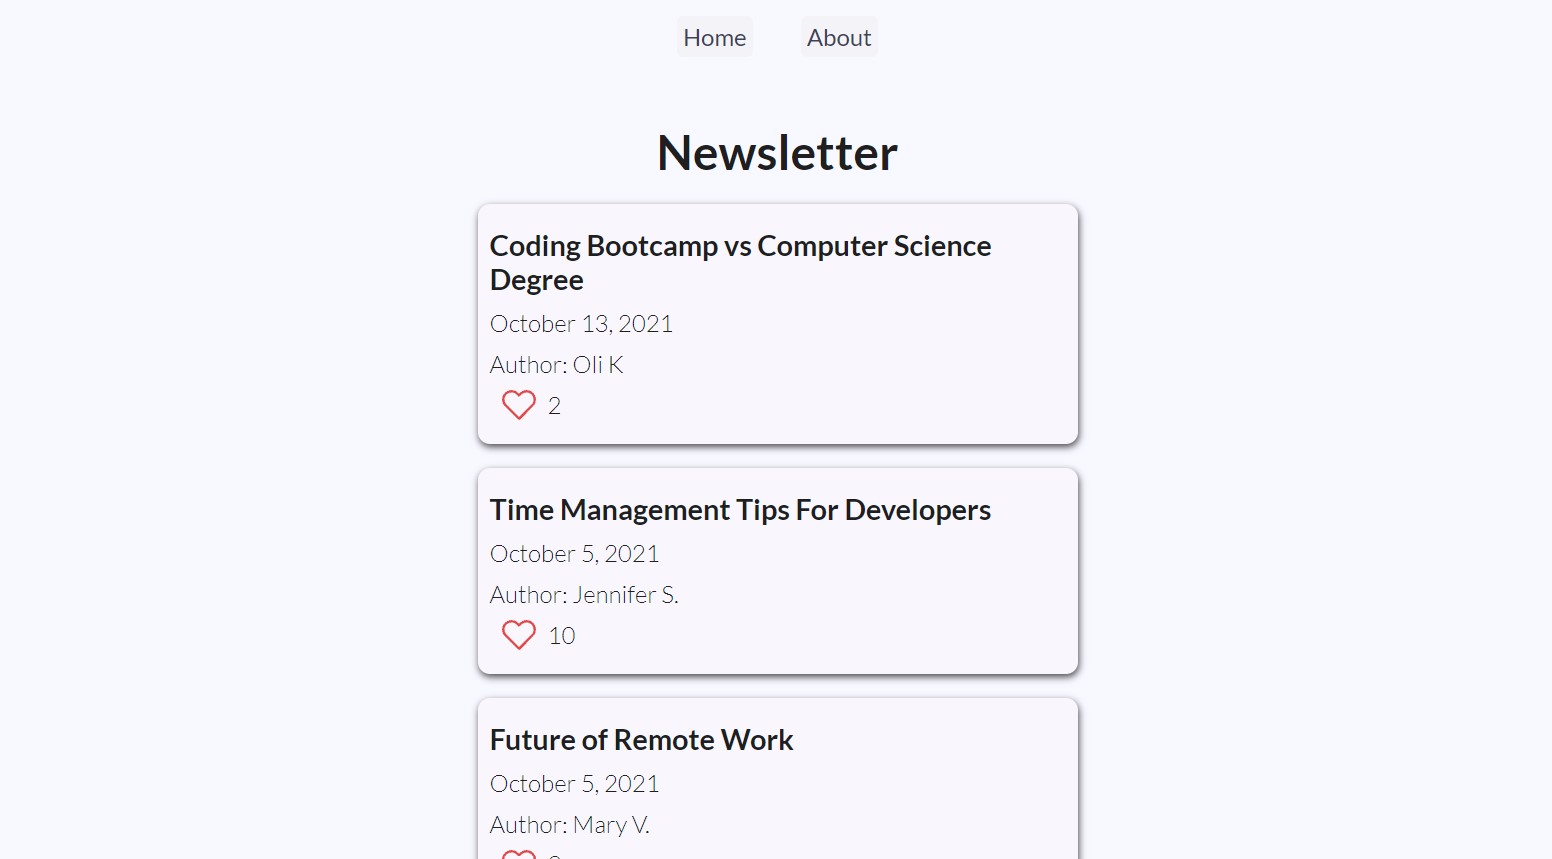 Home About
Newsletter
Coding Bootcamp vs Computer Science
Degree
October 13, 2021
Author: Oli K
2
Time Management Tips For Developers
October 5, 2021
Author: Jennifer S.
10
Future of Remote Work
October 5, 2021
Author: Mary V.